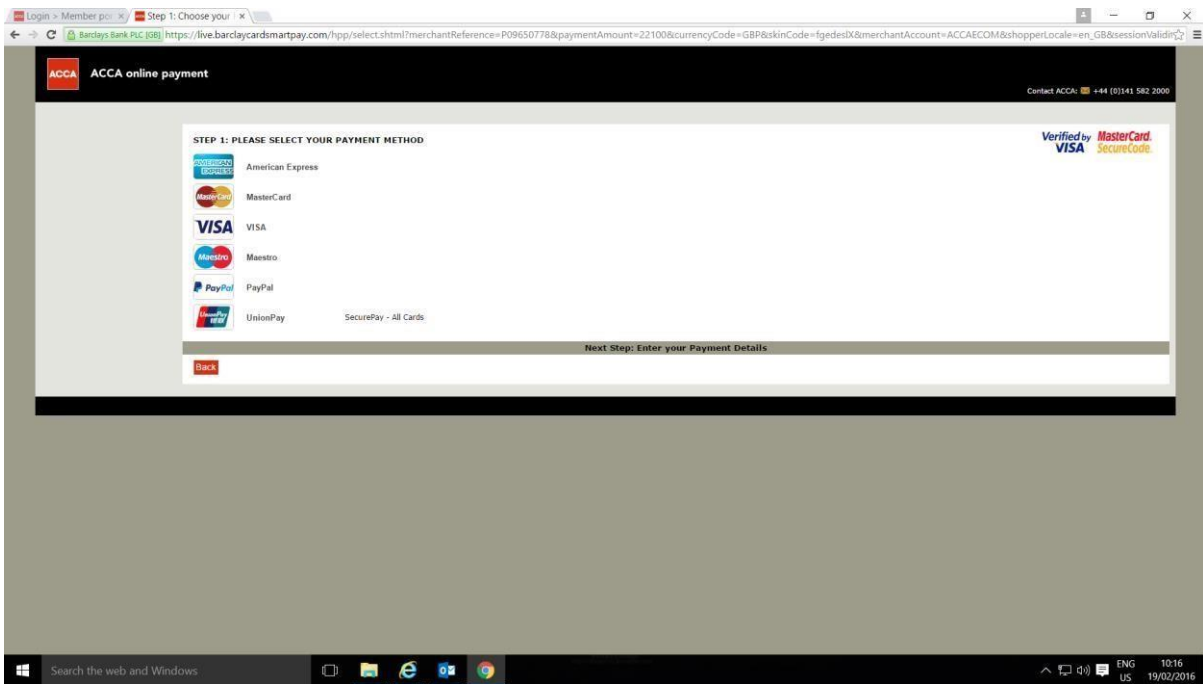 Login > Member por
Step 1: Choose your
Barclays Bank PLC [GB] https://live.barclaycardsmartpay.com/hpp/select.shtml?merchantReference=P09650778&paymentAmount=22100&currencyCode=GBP&skinCode=fgedeslX&merchantAccount=ACCAECOM&shopperLocale=en_GB&sessionValidit
ACCA ACCA online payment
Contact ACCA: +44 (0)141 582 2000
STEP 1: PLEASE SELECT YOUR PAYMENT METHOD
Verified by VISA
MasterCard. SecureCode.
AMERICAN EXPRESS American Express
MasterCard MasterCard
VISA VISA
Maestro Maestro
PayPal PayPal
UnionPay UnionPay SecurePay - All Cards
Next Step: Enter your Payment Details
Back
Search the web and Windows
ENG 10:16
US 19/02/2016